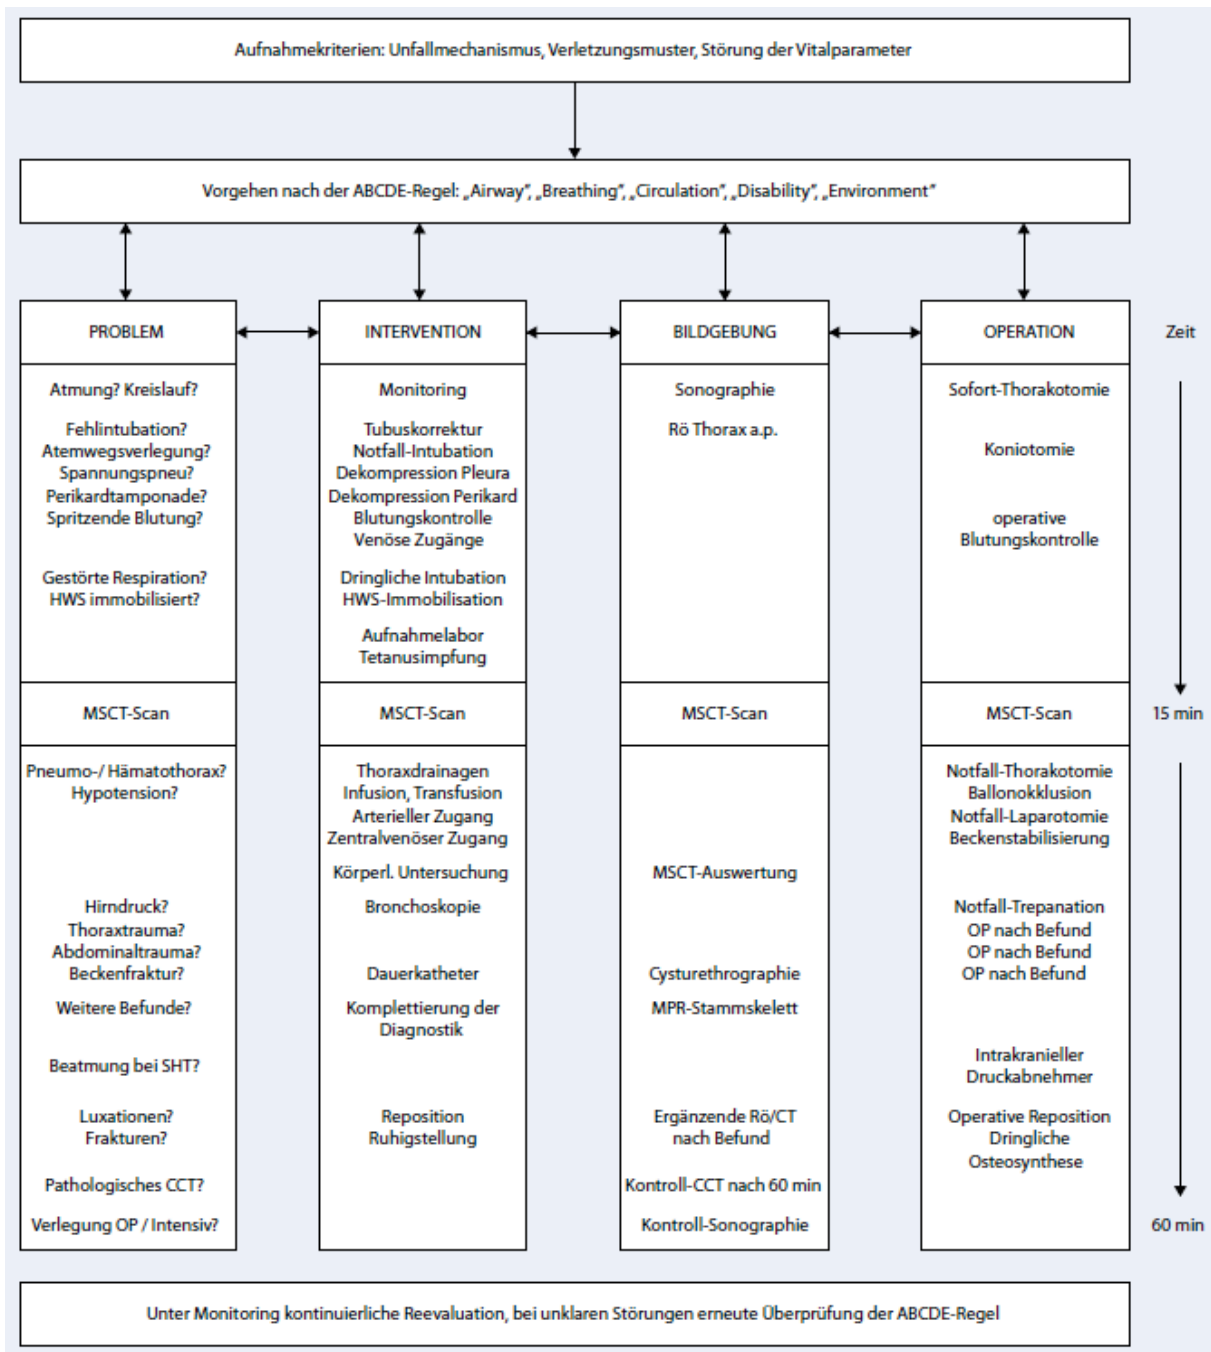 Aufnahmekriterien: Unfallmechanismus, Verletzungsmuster, Störung der Vitalparameter
Vorgehen nach der ABCDE-Regel: „Airway“, „Breathing“, „Circulation“, „Disability“, „Environment“
PROBLEM
Atmung? Kreislauf?
Fehlintubation?
Atemwegsverlegung?
Spannungspneu?
Perikardtamponade?
Spritzende Blutung?
Gestörte Respiration?
HWS immobilisiert?
MSCT-Scan
Pneumo-/ Hämatothorax?
Hypotension?
Hirndruck?
Thoraxtrauma?
Abdominaltrauma?
Beckenfraktur?
Weitere Befunde?
Beatmung bei SHT?
Luxationen?
Frakturen?
Pathologisches CCT?
Verlegung OP / Intensiv?
INTERVENTION
Monitoring
Tubuskorrektur
Notfall-Intubation
Dekompression Pleura
Dekompression Perikard
Blutungskontrolle
Venöse Zugänge
Dringliche Intubation
HWS-Immobilisation
Aufnahmelabor
Tetanusimpfung
MSCT-Scan
Thoraxdrainagen
Infusion, Transfusion
Arterieller Zugang
Zentralvenöser Zugang
Körperl. Untersuchung
Bronchoskopie
Dauerkatheter
Komplettierung der
Diagnostik
Reposition
Ruhigstellung
BILDGEBUNG
Sonographie
Rö Thorax a.p.
MSCT-Scan
MSCT-Auswertung
Cysturethrographie
MPR-Stammskelett
Ergänzende Rö/CT
nach Befund
Kontroll-CCT nach 60 min
Kontroll-Sonographie
OPERATION
Sofort-Thorakotomie
Koniotomie
operative
Blutungskontrolle
MSCT-Scan
Notfall-Thorakotomie
Ballonokklusion
Notfall-Laparotomie
Beckenstabilisierung
Notfall-Trepanation
OP nach Befund
OP nach Befund
OP nach Befund
Intrakranieller
Druckabnehmer
Operative Reposition
Dringliche
Osteosynthese
Zeit
15 min
60 min
Unter Monitoring kontinuierliche Reevaluation, bei unklaren Störungen erneute Überprüfung der ABCDE-Regel